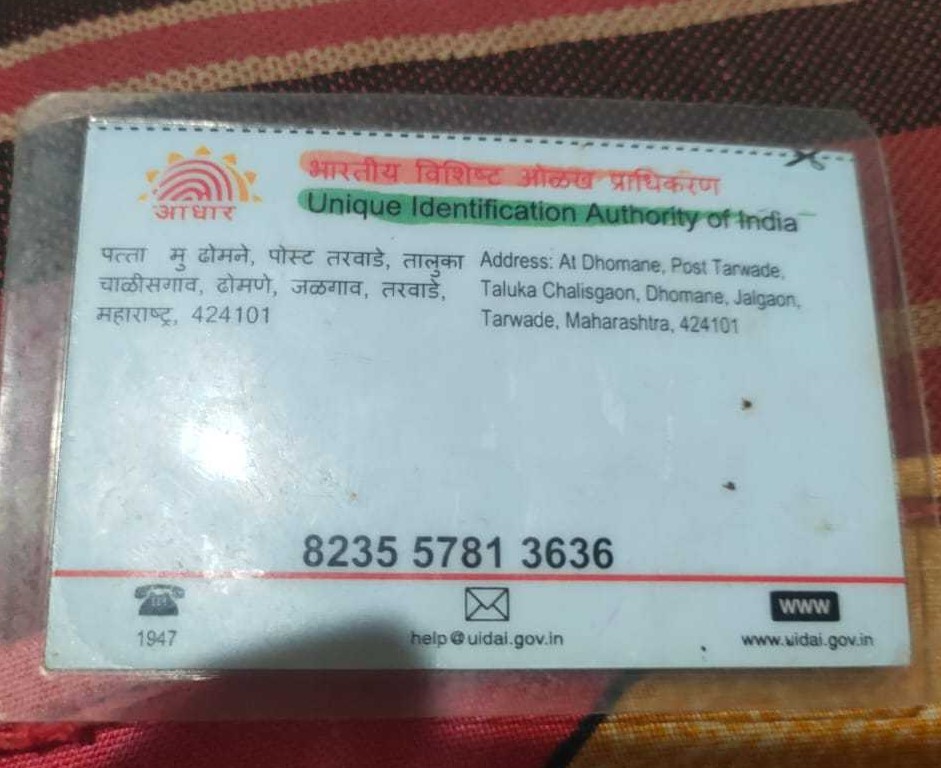 भारतीय विशिष्ट ओळख प्राधिकरण
आधार
Unique Identification Authority of India
पत्ता मु ढोमने, पोस्ट तरवाडे, तालुका
चाळीसगाव, ढोमणे, जळगाव, तरवाडे,
महाराष्ट्र, 424101
Address: At Dhomane, Post Tarwade,
Taluka Chalisgaon, Dhomane, Jalgaon,
Tarwade, Maharashtra, 424101
8235 5781 3636
WWW
1947
help@uidai.gov.in
www.uidai.gov.in